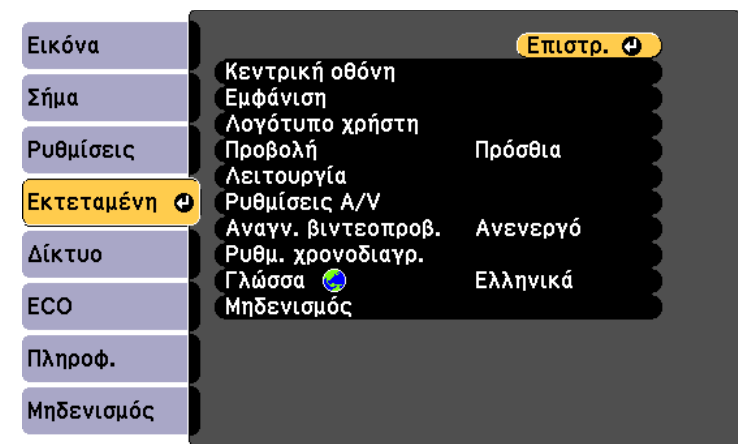 Εικόνα
Σήμα
Ρυθμίσεις
Εκτεταμένη
Δίκτυο
ECO
Πληροφ.
Μηδενισμός
Επιστρ.
Κεντρική οθόνη
Εμφάνιση
Λογότυπο χρήστη
Προβολή Πρόσθια
Λειτουργία
Ρυθμίσεις A/V
Αναγν. βιντεοπροβ. Ανενεργό
Ρυθμ. χρονοδιαγρ.
Γλώσσα Ελληνικά
Μηδενισμός